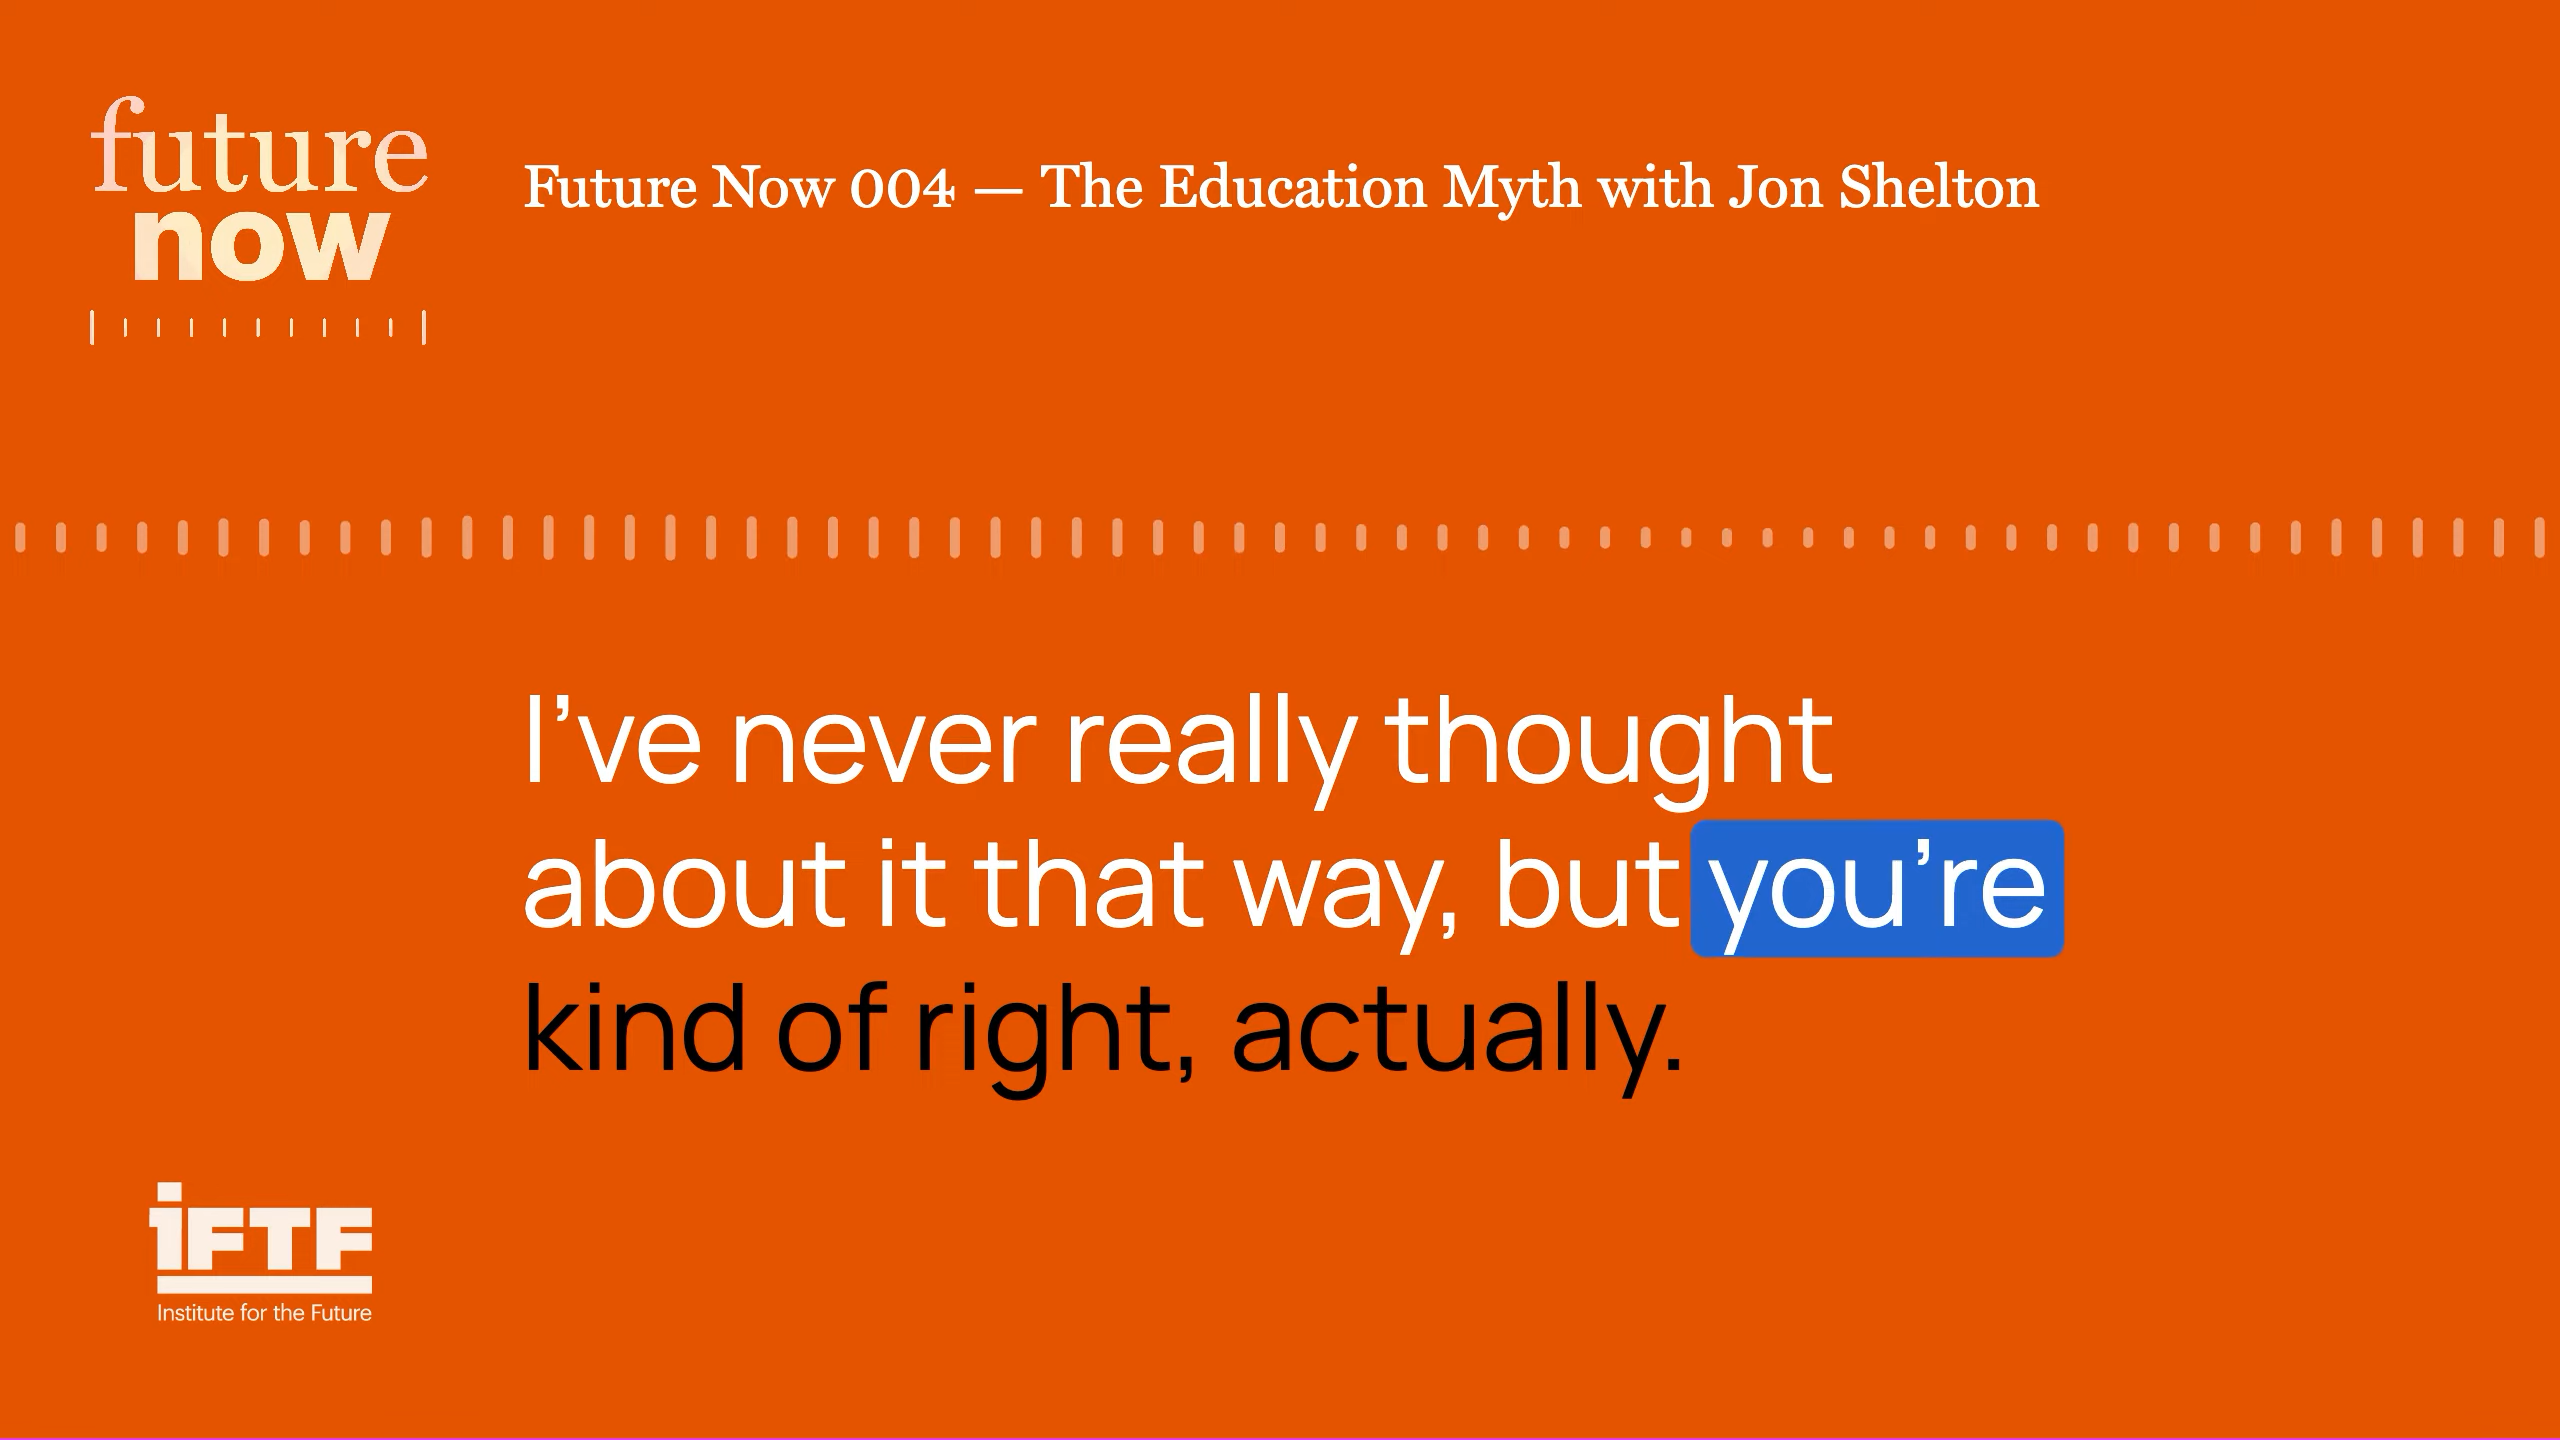 future
now
Future Now 004 — The Education Myth with Jon Shelton
I’ve never really thought
about it that way, but you’re
kind of right, actually.
iFTF
Institute for the Future